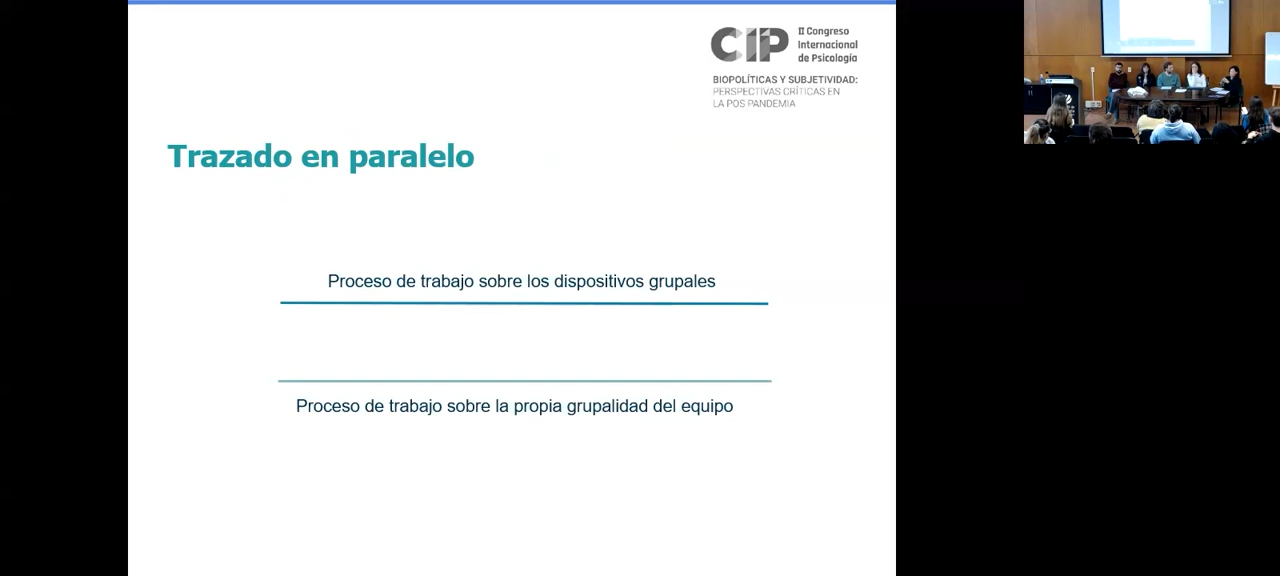 CIP
II Congreso
Internacional
de Psicología
BIOPOLÍTICAS Y SUBJETIVIDAD:
PERSPECTIVAS CRÍTICAS EN
LA POS PANDEMIA
Trazado en paralelo
Proceso de trabajo sobre los dispositivos grupales
Proceso de trabajo sobre la propia grupalidad del equipo